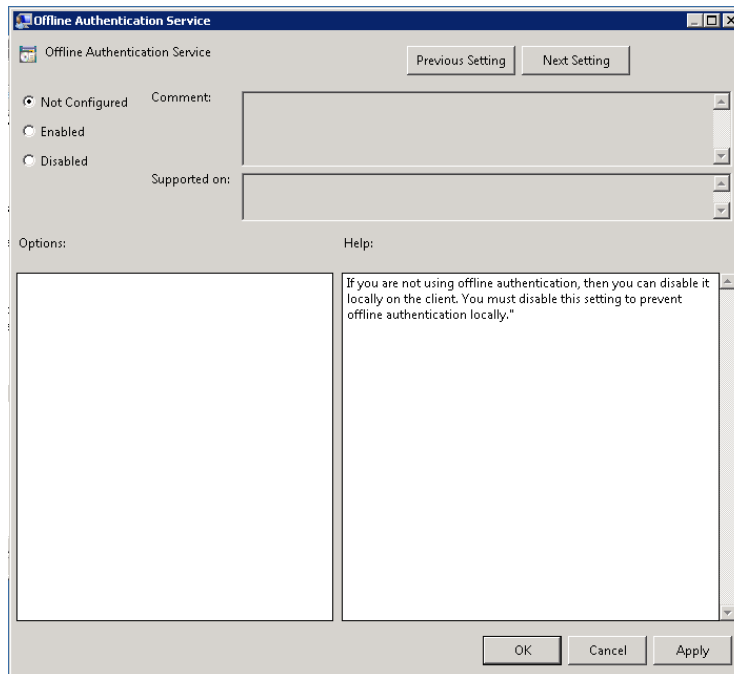 Offline Authentication Service
Offline Authentication Service
Previous Setting
Next Setting
Not Configured
Comment:
Enabled
Disabled
Supported on:
Options:
Help:
If you are not using offline authentication, then you can disable it
locally on the client. You must disable this setting to prevent
offline authentication locally."
OK
Cancel
Apply